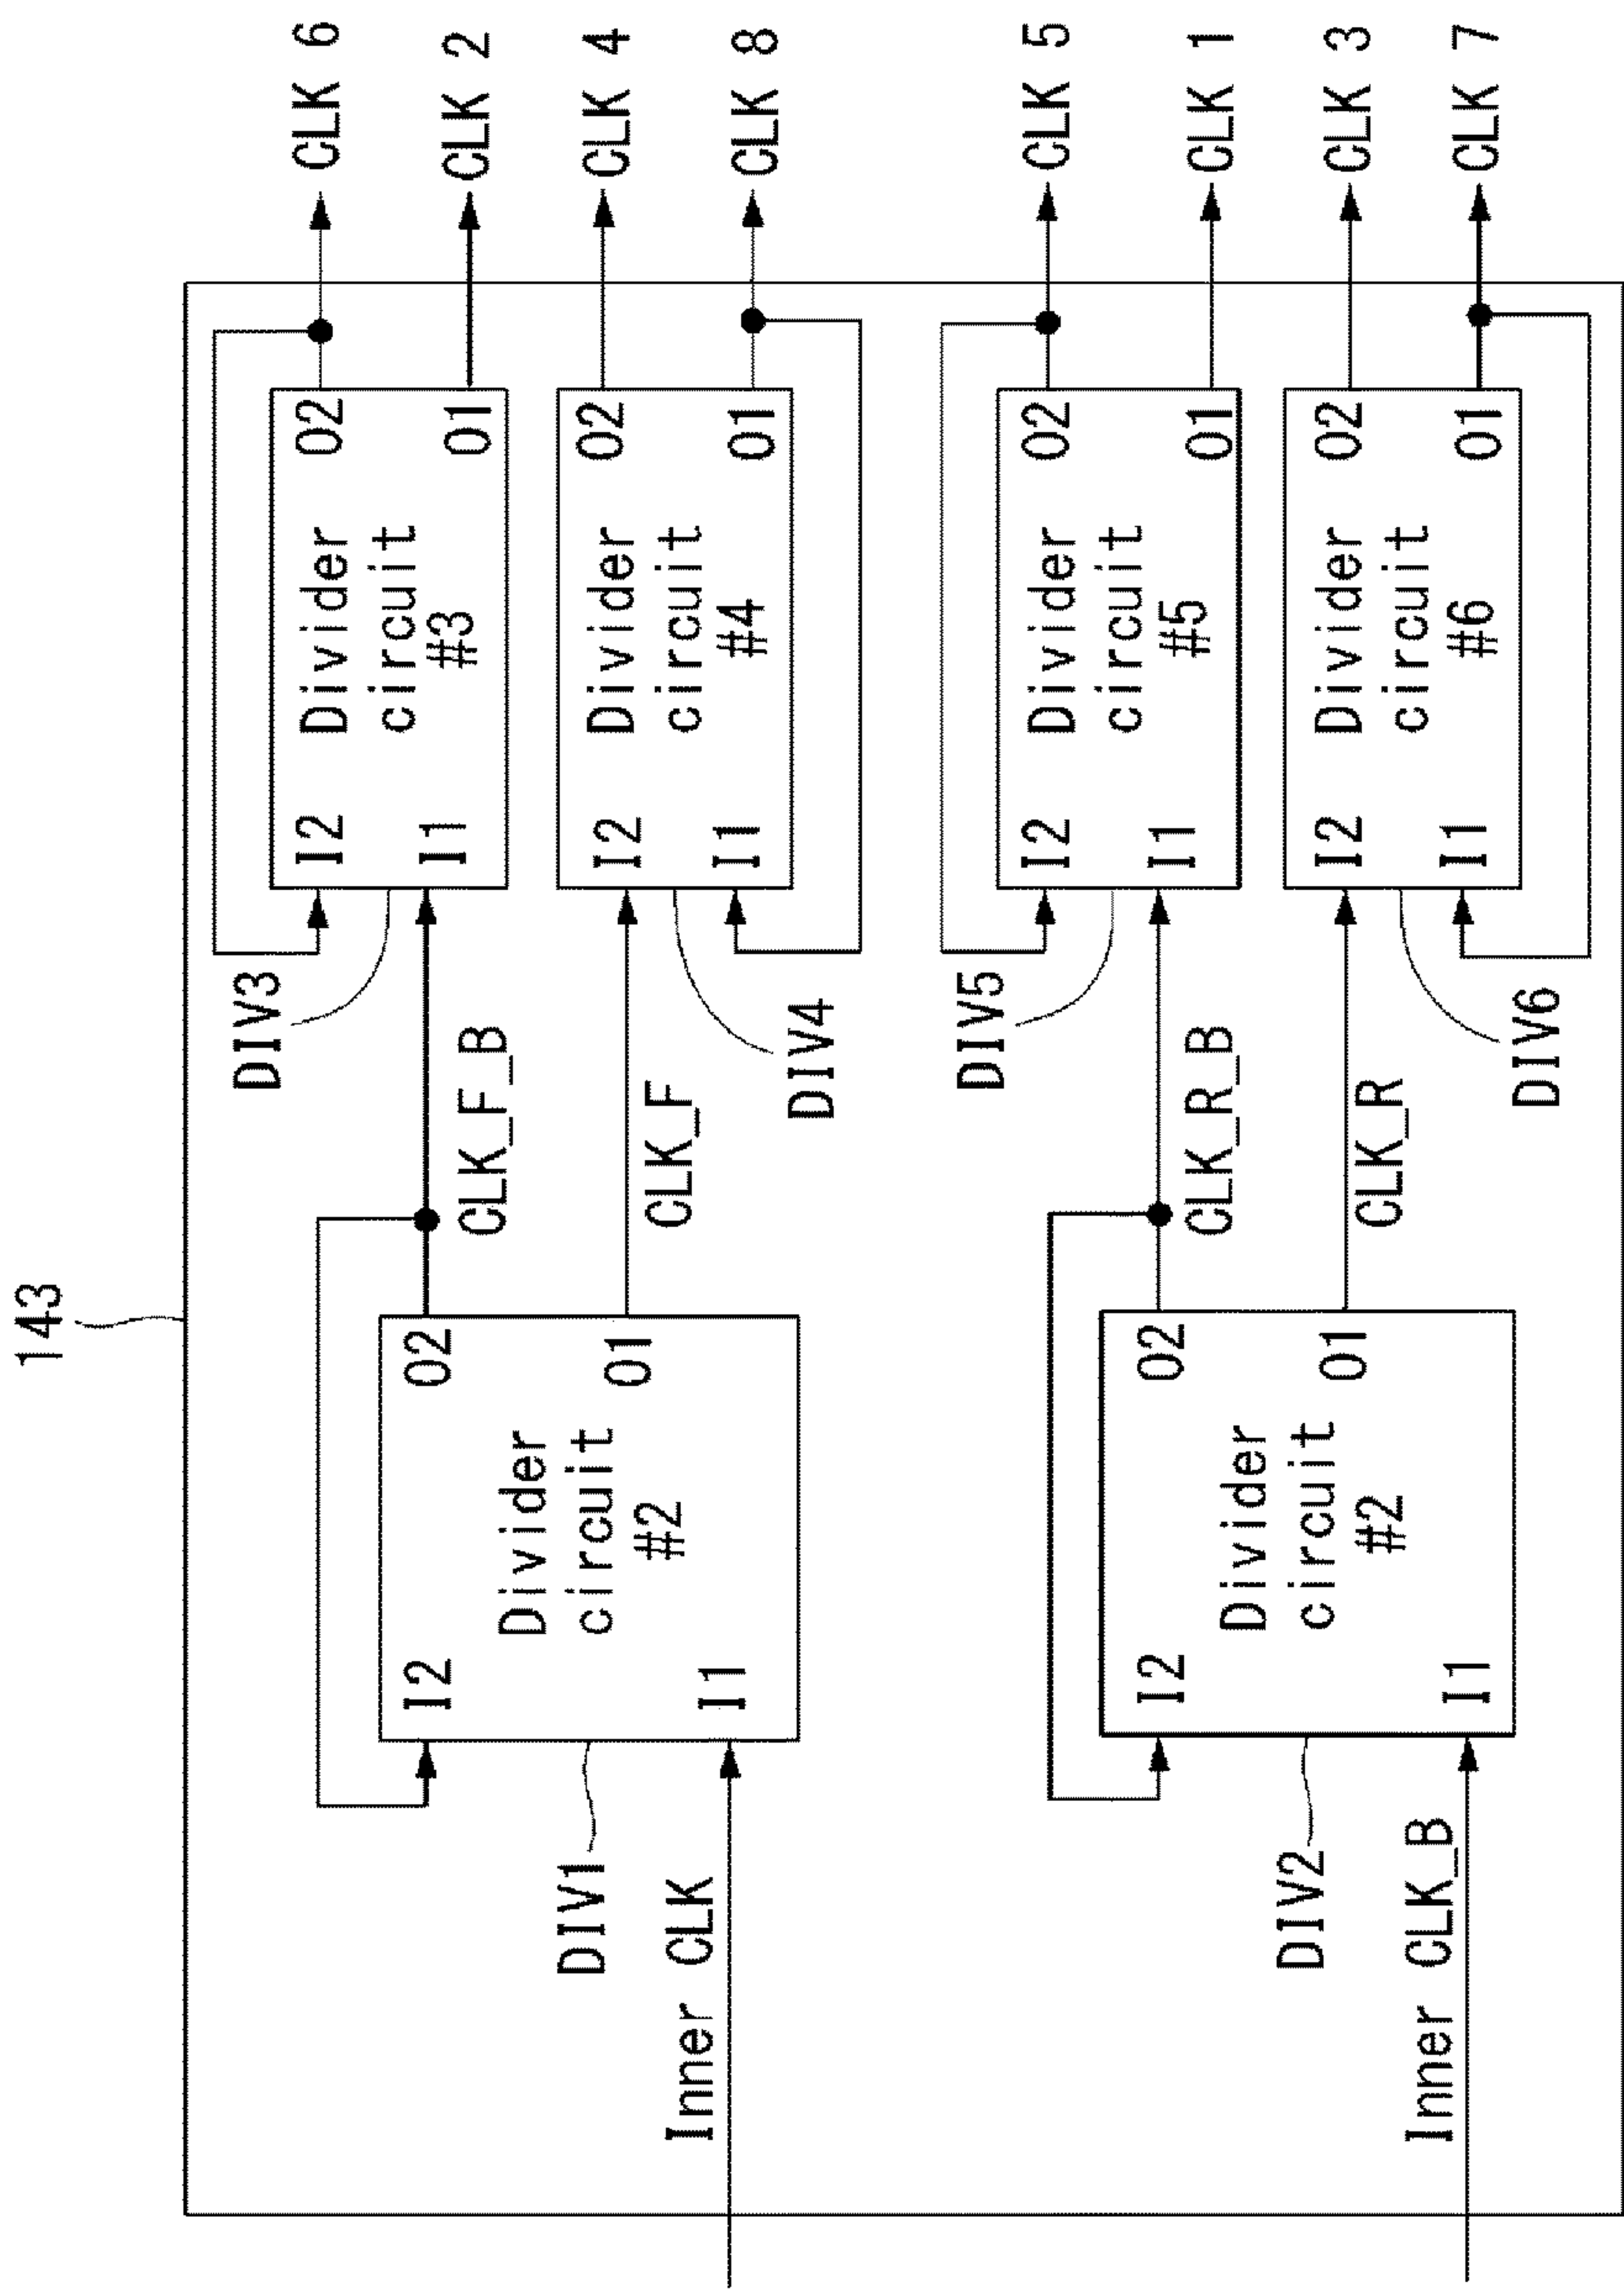 143
Inner CLK
DIV1
I2
I1
Divider
circuit
#2
O2
O1
CLK_F_B
CLK_F
DIV3
I2
I1
Divider
circuit
#3
O2
O1
CLK 6
CLK 2
DIV4
I2
I1
Divider
circuit
#4
O2
O1
CLK 4
CLK 8
Inner CLK_B
DIV2
I2
I1
Divider
circuit
#2
O2
O1
CLK_R_B
CLK_R
DIV5
I2
I1
Divider
circuit
#5
O2
O1
CLK 5
CLK 1
DIV6
I2
I1
Divider
circuit
#6
O2
O1
CLK 3
CLK 7